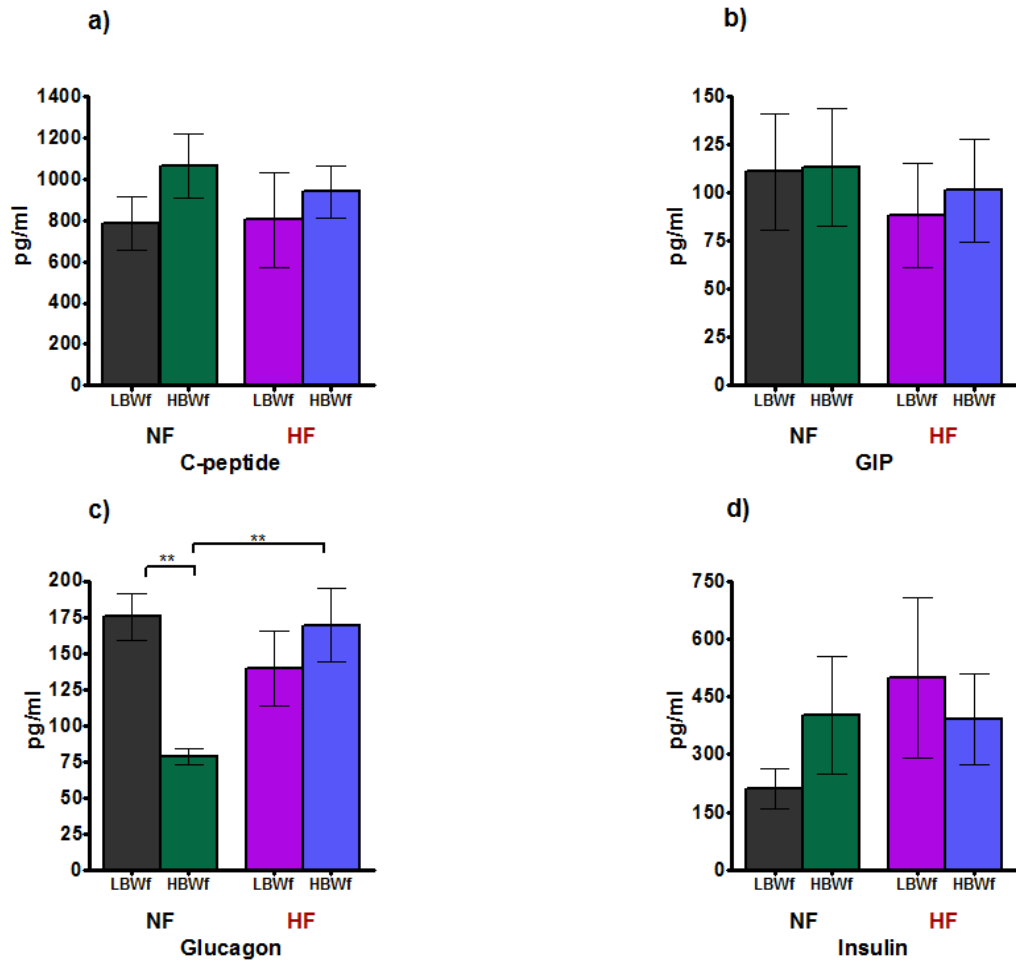 a)
1400
1200
1000
800
600
400
200
0
pg/ml
LBWf HBWf LBWf HBWf
NF HF
C-peptide
b)
150
125
100
75
50
25
0
pg/ml
LBWf HBWf LBWf HBWf
NF HF
GIP
c)
** **
200
175
150
125
100
75
50
25
0
pg/ml
LBWf HBWf LBWf HBWf
NF HF
Glucagon
d)
750
600
450
300
150
0
pg/ml
LBWf HBWf LBWf HBWf
NF HF
Insulin